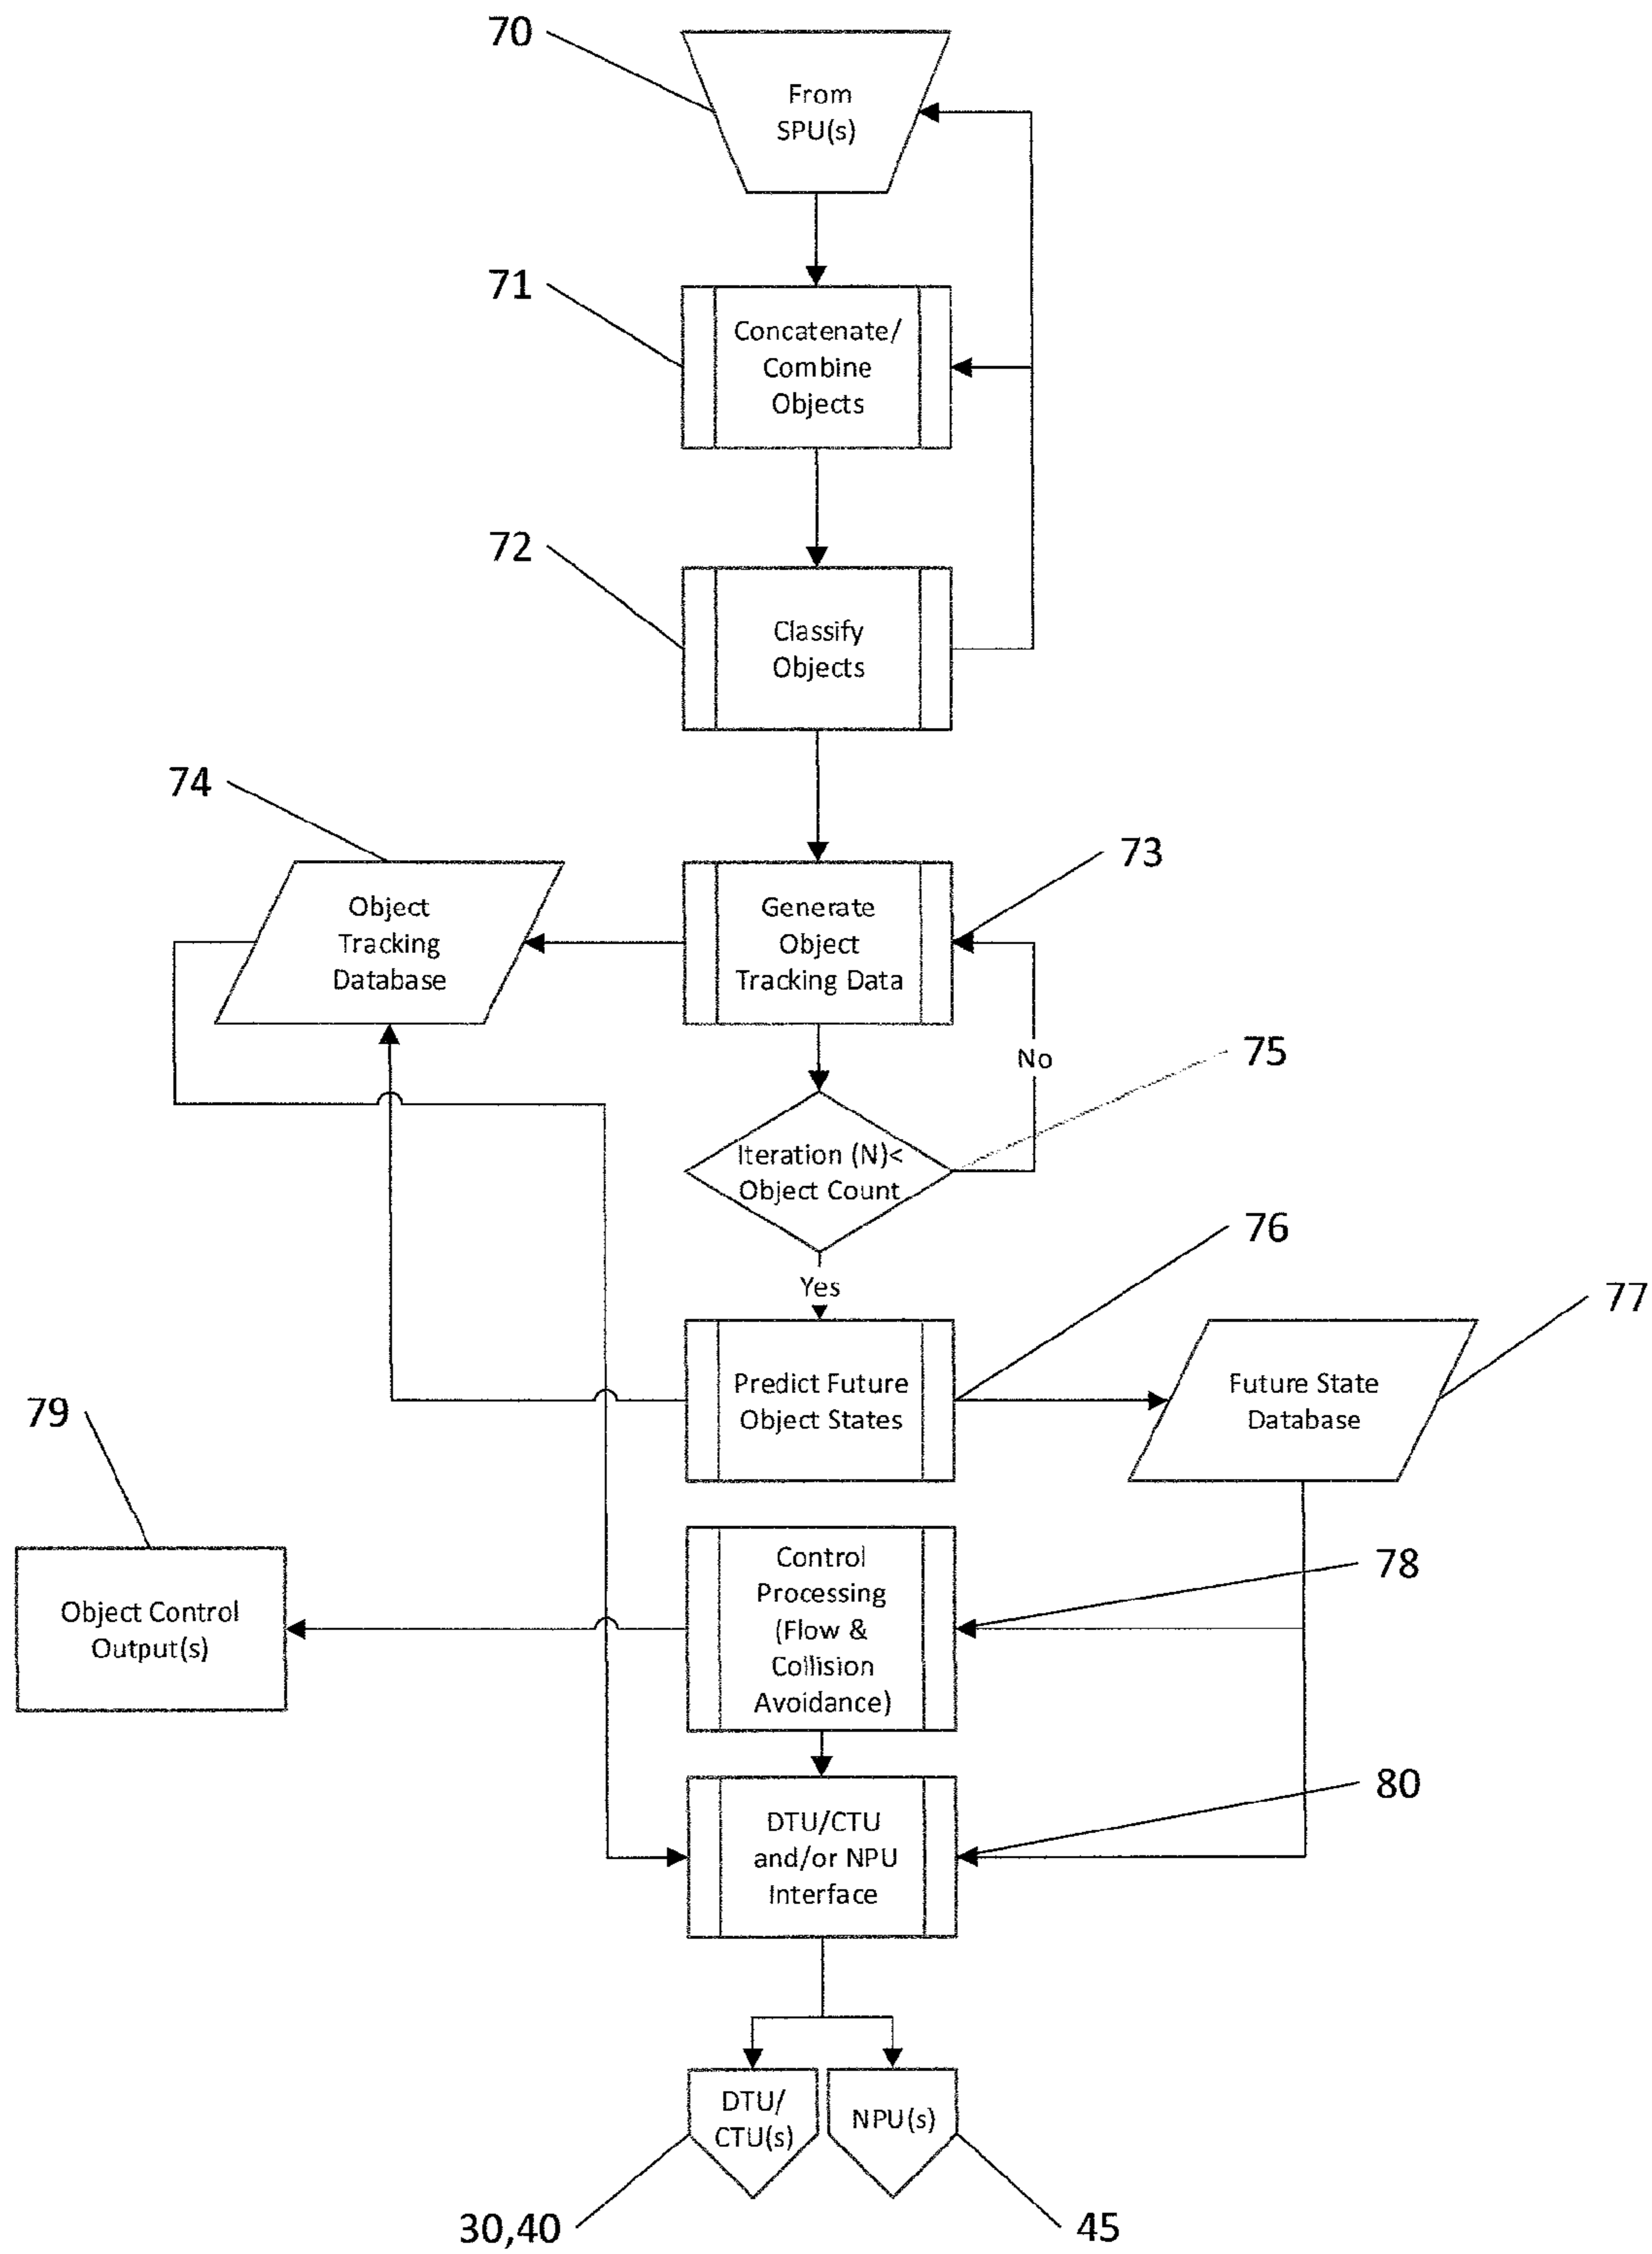 70
From
SPU(s)
71
Concatenate/
Combine
Objects
72
Classify
Objects
74
73
Object
Tracking
Database
Generate
Object
Tracking Data
No
75
Iteration (N)<
Object Count
76
Yes
77
Predict Future
Object States
Future State
Database
79
78
Control
Processing
(Flow &
Collision
Avoidance)
Object Control
Output(s)
80
DTU/CTU
and/or NPU
Interface
DTU/
CTU(s)
NPU(s)
30,40
45